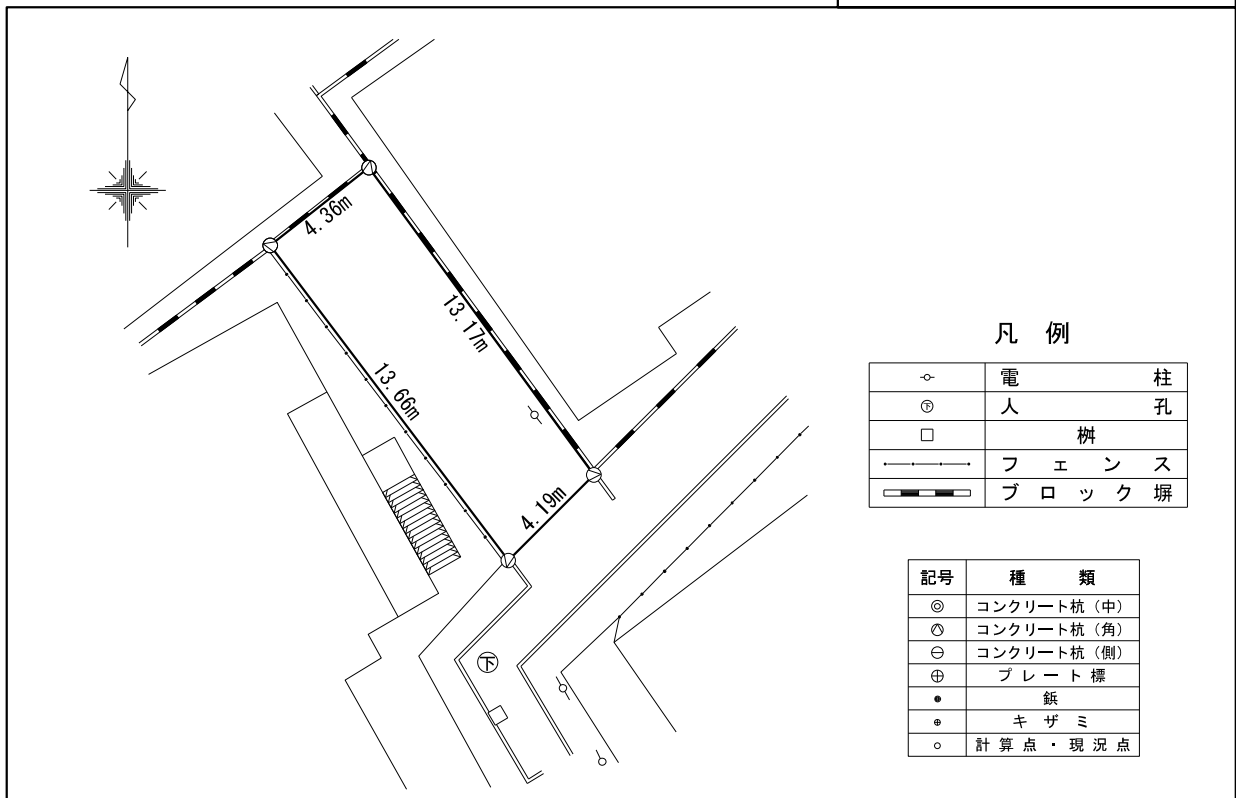 4.36m
13.17m
13.66m
4.19m
下
凡 例
電 柱
下 人 孔
桝
フ ェ ン ス
ブ ロ ッ ク 塀
記号 種 類
コンクリート杭（中）
コンクリート杭（角）
コンクリート杭（側）
プ レ ー ト 標
鋲
キ ザ ミ
計 算 点 ・ 現 況 点